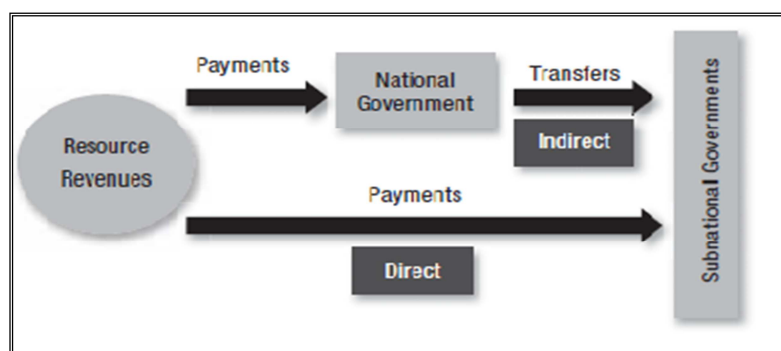 Payments
National
Government
Transfers
Indirect
Resource
Revenues
Payments
Direct
Subnational Governments